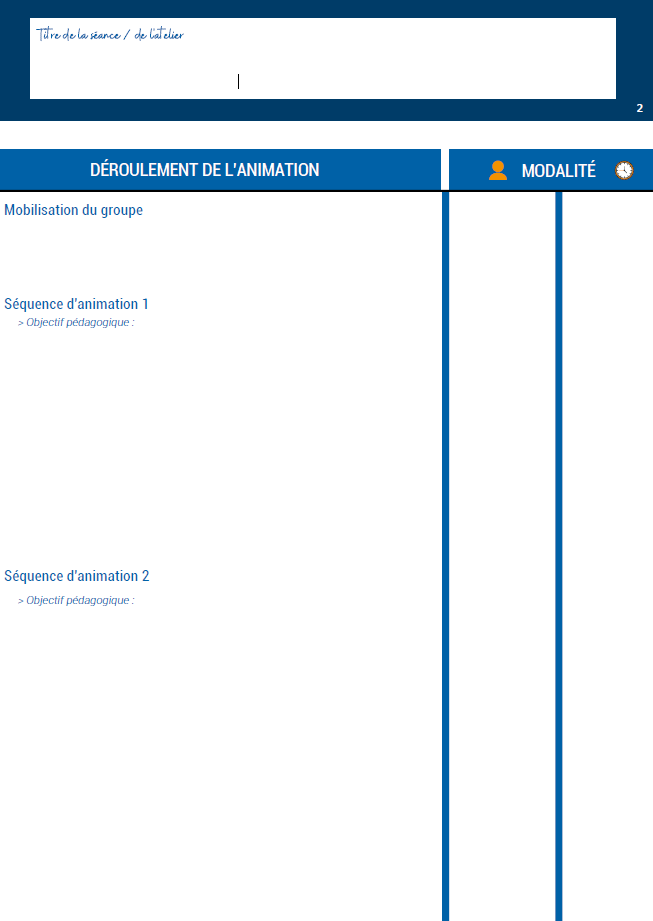 Titre de la séance / de l'atelier
2
DÉROULEMENT DE L'ANIMATION
MODALITÉ
Mobilisation du groupe
Séquence d'animation 1
> Objectif pédagogique :
Séquence d'animation 2
> Objectif pédagogique :